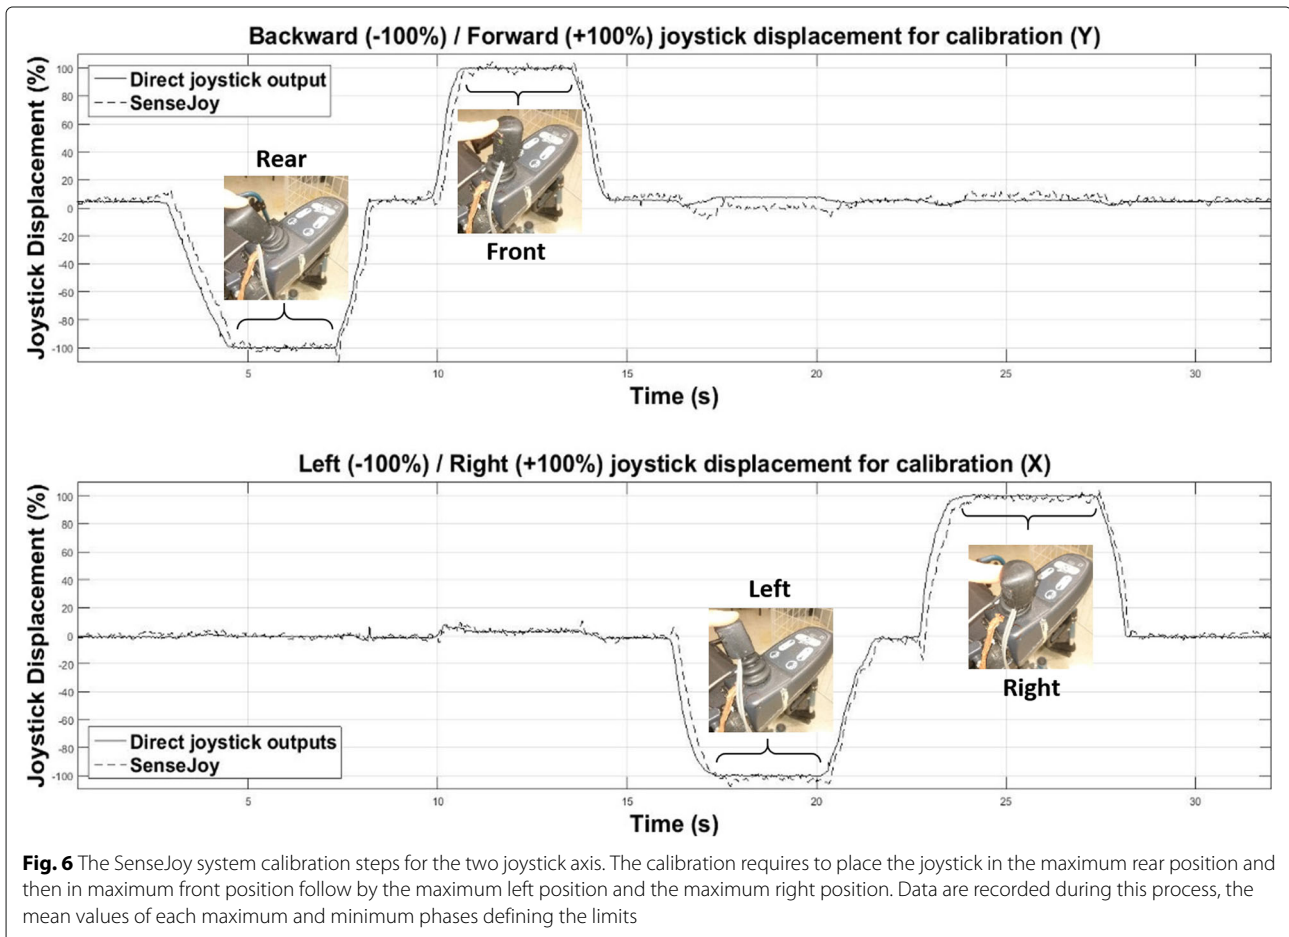 Backward (-100%) / Forward (+100%) joystick displacement for calibration (Y)
Joystick Displacement (%)
100
80
60
40
20
0
-20
-40
-60
-80
-100
Direct joystick output
SenseJoy
Rear
Front
5
10
15
20
25
30
Time (s)
Left (-100%) / Right (+100%) joystick displacement for calibration (X)
Joystick Displacement (%)
100
80
60
40
20
0
-20
-40
-60
-80
-100
Left
Right
Direct joystick outputs
SenseJoy
5
10
15
20
25
30
Time (s)
Fig. 6 The SenseJoy system calibration steps for the two joystick axis. The calibration requires to place the joystick in the maximum rear position and
then in maximum front position follow by the maximum left position and the maximum right position. Data are recorded during this process, the
mean values of each maximum and minimum phases defining the limits